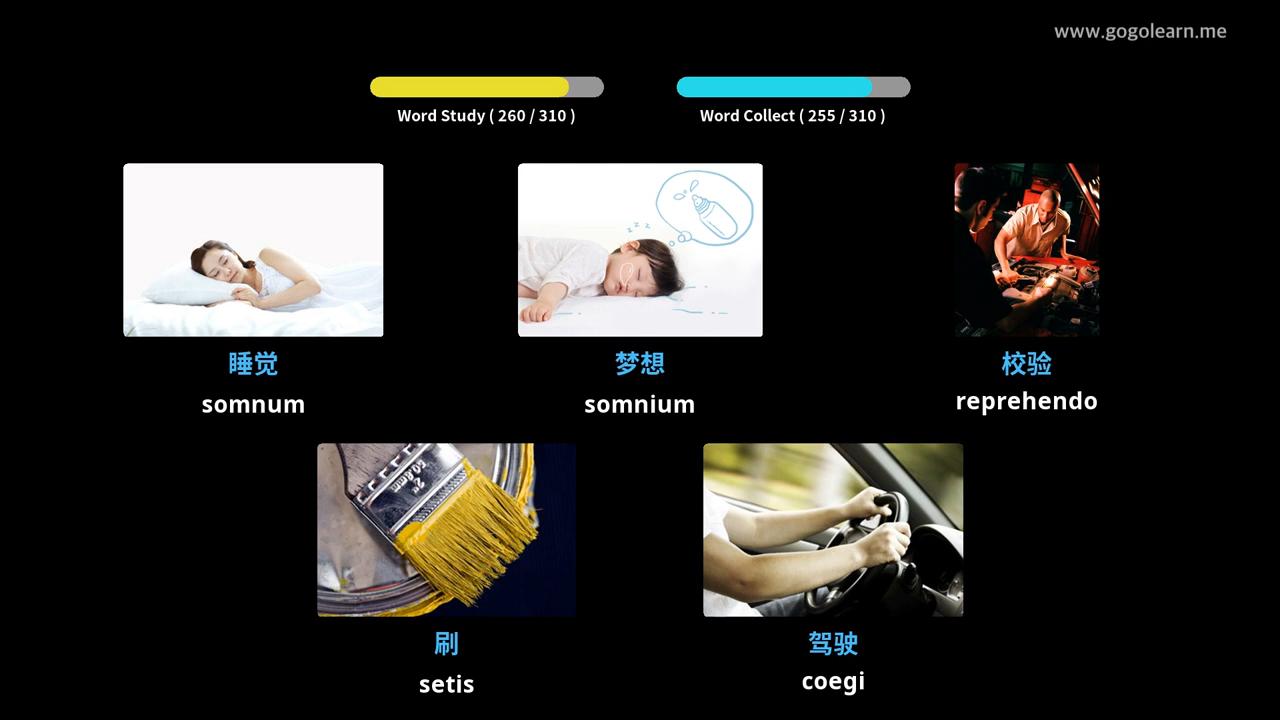 www.gogolearn.me
Word Study ( 260 / 310 )
Word Collect ( 255 / 310 )
睡觉
somnum
梦想
somnium
校验
reprehendo
刷
setis
驾驶
coegi